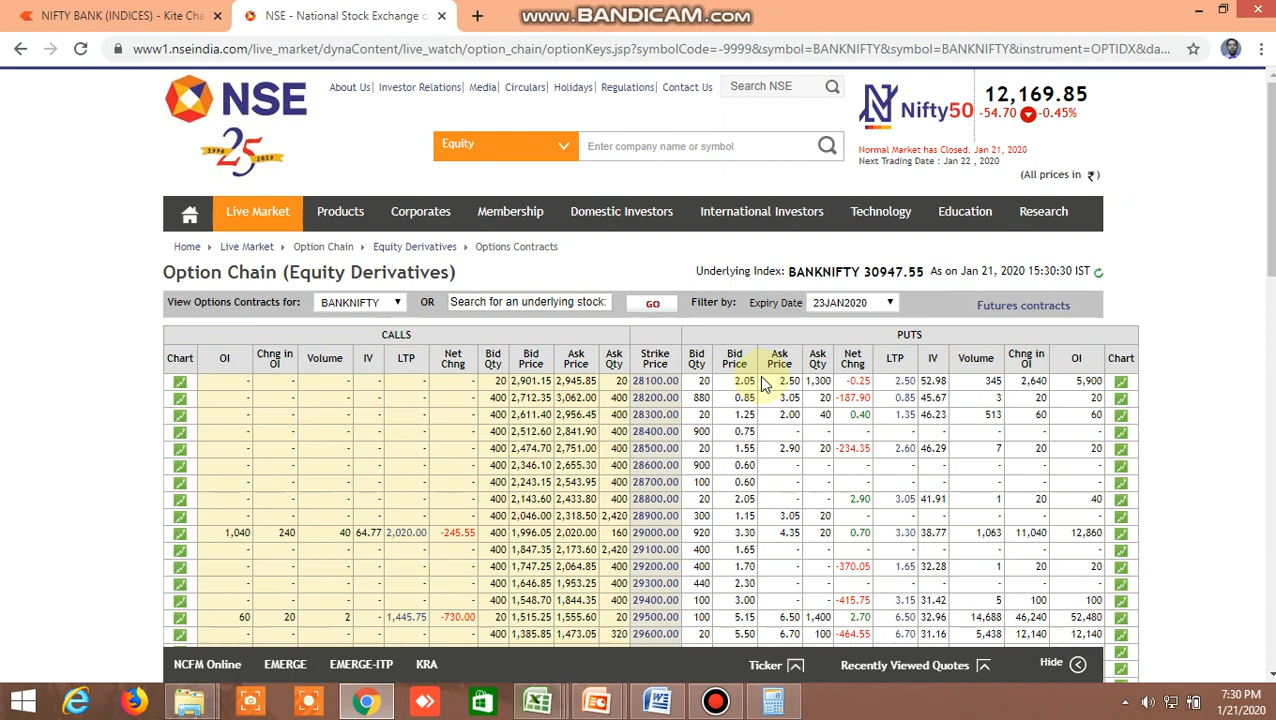 NIFTY BANK (INDICES) - Kite Cha
NSE - National Stock Exchange o
www.BANDICAM.com
www1.nseindia.com/live_market/dynaContent/live_watch/option_chain/optionKeys.jsp?symbolCode=-9999&symbol=BANKNIFTY&symbol=BANKNIFTY&instrument=OPTIDX&da...
NSE
1994 25 2019
About Us | Investor Relations | Media | Circulars | Holidays | Regulations | Contact Us
Search NSE
Equity
Enter company name or symbol
Nifty50
12,169.85
-54.70 -0.45%
Normal Market has Closed. Jan 21, 2020
Next Trading Date : Jan 22 , 2020
(All prices in ₹)
Live Market Products Corporates Membership Domestic Investors International Investors Technology Education Research
Home Live Market Option Chain Equity Derivatives Options Contracts
Option Chain (Equity Derivatives)
Underlying Index: BANKNIFTY 30947.55 As on Jan 21, 2020 15:30:30 IST
View Options Contracts for: BANKNIFTY OR Search for an underlying stock: GO Filter by: Expiry Date 23JAN2020 Futures contracts
CALLS PUTS
Chart OI Chng in OI Volume IV LTP Net Chng Bid Qty Bid Price Ask Price Ask Qty Strike Price Bid Qty Bid Price Ask Price Ask Qty Net Chng LTP IV Volume Chng in OI OI Chart
- - - - - - 20 2,901.15 2,945.85 20 28100.00 20 2.05 2.50 1,300 -0.25 2.50 52.98 345 2,640 5,900
- - - - - - 400 2,712.35 3,062.00 400 28200.00 880 0.85 3.05 20 -187.90 0.85 45.67 3 20 20
- - - - - - 400 2,611.40 2,956.45 400 28300.00 20 1.25 2.00 40 0.40 1.35 46.23 513 60 60
- - - - - - 400 2,512.60 2,841.90 400 28400.00 900 0.75 - - - - - - - -
- - - - - - 400 2,474.70 2,751.00 400 28500.00 20 1.55 2.90 20 -234.35 2.60 46.29 7 20 20
- - - - - - 400 2,346.10 2,655.30 400 28600.00 900 0.60 - - - - - - - -
- - - - - - 400 2,243.15 2,543.95 400 28700.00 100 0.60 - - - - - - - -
- - - - - - 400 2,143.60 2,433.80 400 28800.00 20 2.05 - - 2.90 3.05 41.91 1 20 40
- - - - - - 400 2,046.00 2,318.50 2,420 28900.00 300 1.15 3.05 20 - - - - - -
1,040 240 40 64.77 2,020.00 -245.55 400 1,996.05 2,020.00 160 29000.00 920 3.30 4.35 20 0.70 3.30 38.77 1,063 11,040 12,860
- - - - - - 400 1,847.35 2,173.60 2,420 29100.00 400 1.65 - - - - - - - -
- - - - - - 400 1,747.25 2,064.85 400 29200.00 400 1.70 - - -370.05 1.65 32.28 1 20 20
- - - - - - 400 1,646.85 1,953.25 400 29300.00 440 2.30 - - - - - - - -
- - - - - - 400 1,548.70 1,844.35 400 29400.00 100 3.00 - - -415.75 3.15 31.42 5 100 100
60 20 2 - 1,445.75 -730.00 20 1,515.25 1,555.60 20 29500.00 100 5.15 6.50 1,400 2.70 6.50 31.16 14,688 46,240 52,480
- - - - - - 400 1,385.85 1,473.05 320 29600.00 20 5.50 6.70 100 -464.55 6.70 31.16 5,438 12,140 12,140
NCFM Online EMERGE EMERGE-ITP KRA Ticker Recently Viewed Quotes Hide
7:30 PM
1/21/2020